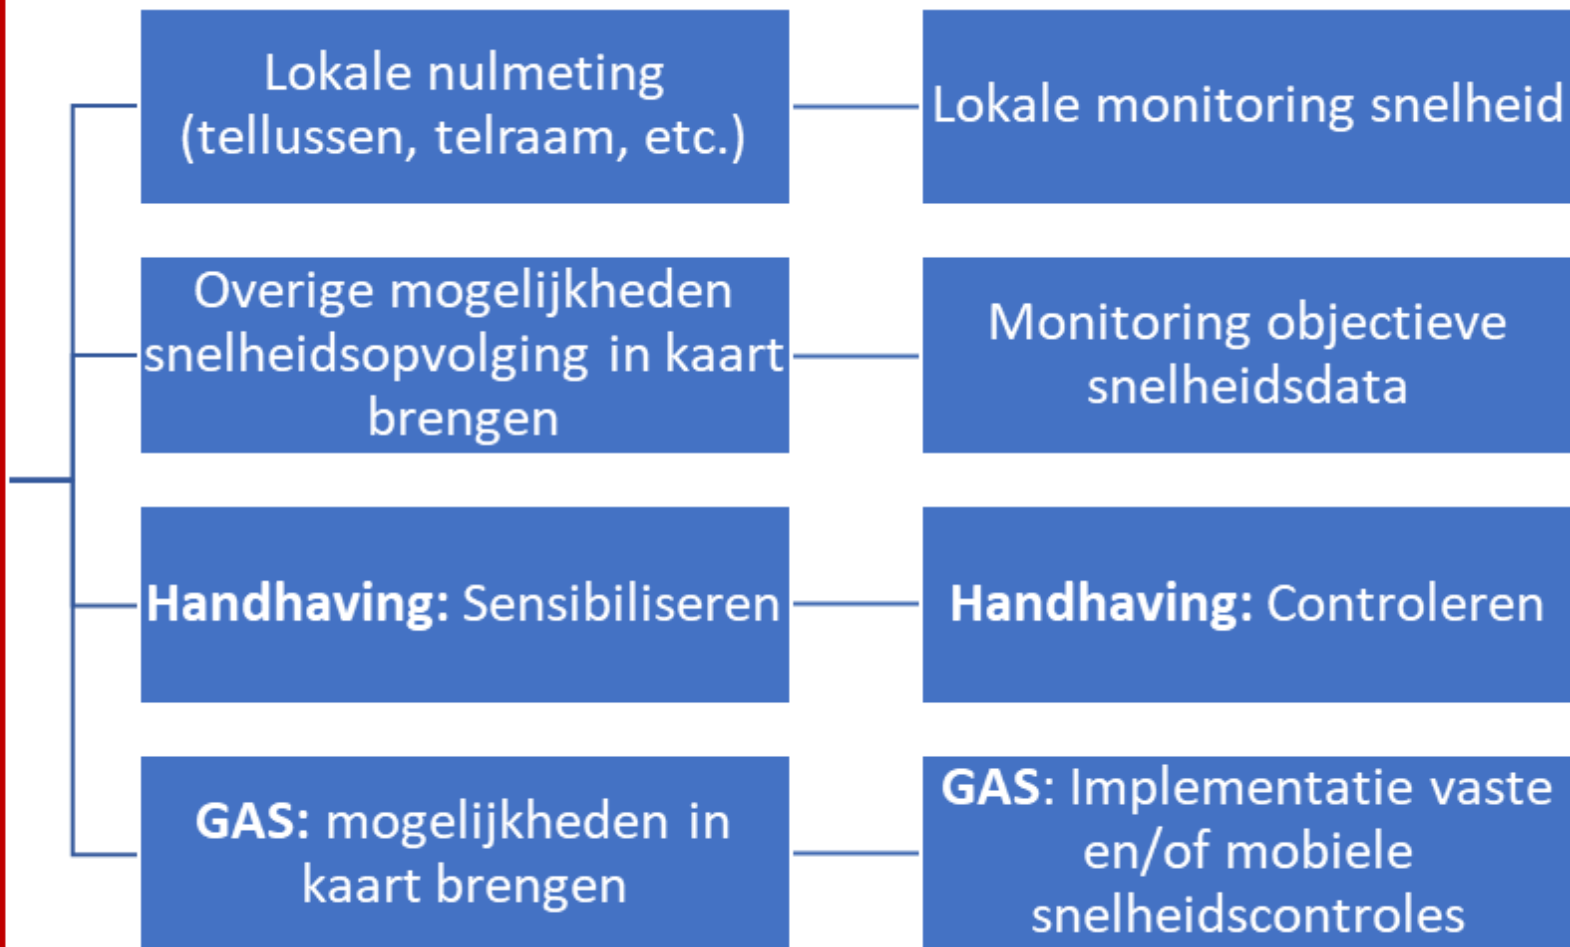 Lokale nulmeting
(tellussen, telraam, etc.)
Lokale monitoring snelheid
Overige mogelijkheden
snelheidsopvolging in kaart
brengen
Monitoring objectieve
snelheidsdata
Handhaving: Sensibiliseren
Handhaving: Controleren
GAS: mogelijkheden in
kaart brengen
GAS: Implementatie vaste
en/of mobiele
snelheidscontroles